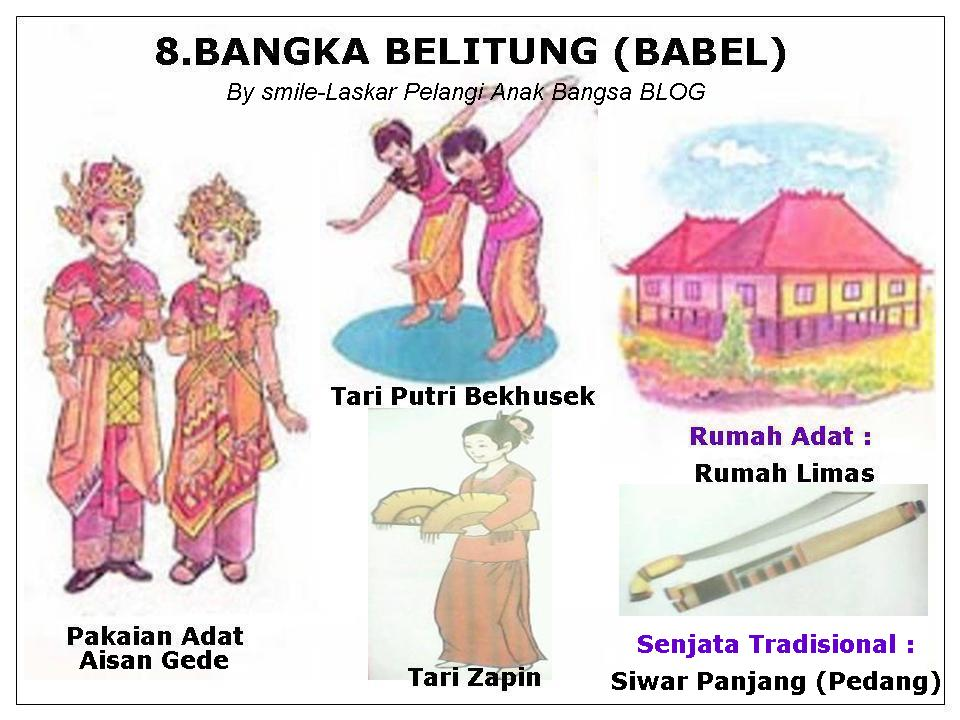 8.BANGKA BELITUNG (BABEL)
By smile-Laskar Pelangi Anak Bangsa BLOG
Tari Putri Bekhusek
Rumah Adat :
Rumah Limas
Pakaian Adat
Aisan Gede
Tari Zapin
Senjata Tradisional :
Siwar Panjang (Pedang)